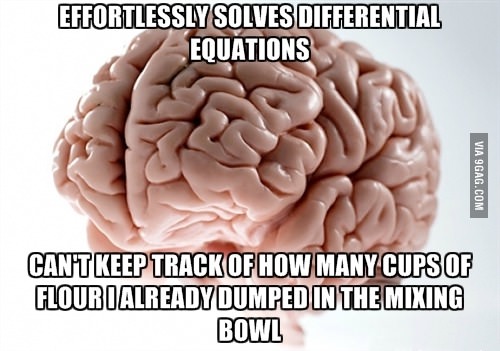 EFFORTLESSLY SOLVES DIFFERENTIAL
EQUATIONS
VIA 9GAG.COM
CAN'T KEEP TRACK OF HOW MANY CUPS OF
FLOUR I ALREADY DUMPED IN THE MIXING
BOWL